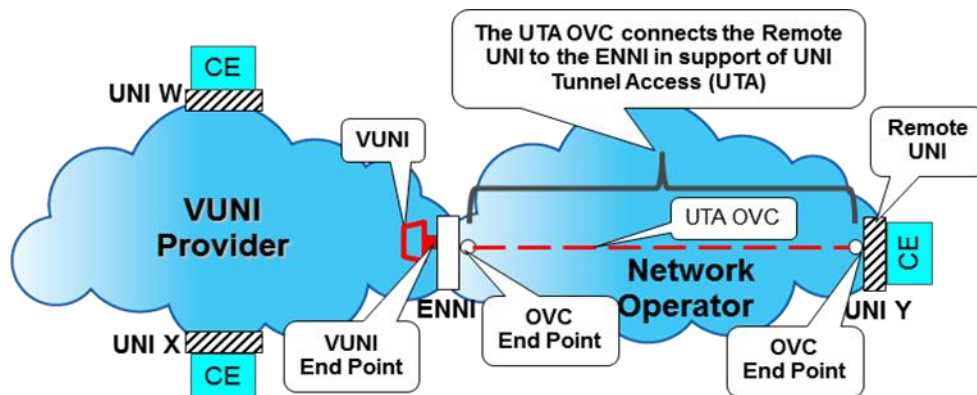 The UTA OVC connects the Remote
UNI to the ENNI in support of UNI
Tunnel Access (UTA)
CE
UNI W
VUNI
Remote
UNI
VUNI
Provider
UTA OVC
CE
Network
Operator
ENNI
UNI Y
UNI X
CE
VUNI
End Point
OVC
End Point
OVC
End Point